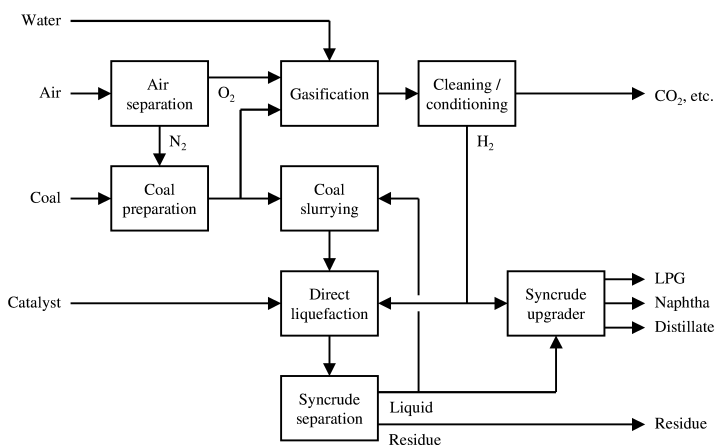 Water
Air
Air
separation
O₂
Gasification
Cleaning /
conditioning
CO₂, etc.
N₂
H₂
Coal
Coal
preparation
Coal
slurrying
Catalyst
Direct
liquefaction
Syncrude
upgrader
LPG
Naphtha
Distillate
Syncrude
separation
Liquid
Residue
Residue